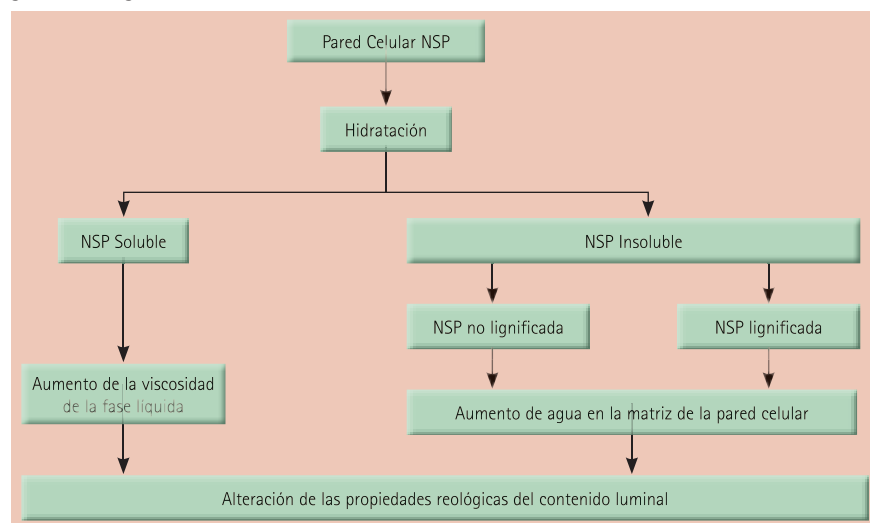 Pared Celular NSP
Hidratación
NSP Soluble
NSP Insoluble
NSP no lignificada
NSP lignificada
Aumento de la viscosidad
de la fase líquida
Aumento de agua en la matriz de la pared celular
Alteración de las propiedades reológicas del contenido luminal